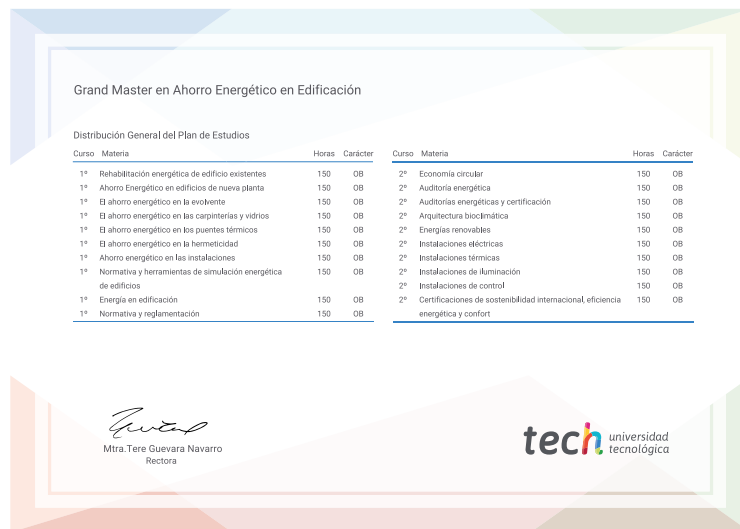 Grand Master en Ahorro Energético en Edificación
Distribución General del Plan de Estudios
Curso Materia Horas Carácter
1º Rehabilitación energética de edificio existentes 150 OB
1º Ahorro Energético en edificios de nueva planta 150 OB
1º El ahorro energético en la evolvente 150 OB
1º El ahorro energético en las carpinterías y vidrios 150 OB
1º El ahorro energético en los puentes térmicos 150 OB
1º El ahorro energético en la hermeticidad 150 OB
1º Ahorro energético en las instalaciones 150 OB
1º Normativa y herramientas de simulación energética 150 OB
de edificios
1º Energía en edificación 150 OB
1º Normativa y reglamentación 150 OB
Curso Materia Horas Carácter
2º Economía circular 150 OB
2º Auditoría energética 150 OB
2º Auditorías energéticas y certificación 150 OB
2º Arquitectura bioclimática 150 OB
2º Energías renovables 150 OB
2º Instalaciones eléctricas 150 OB
2º Instalaciones térmicas 150 OB
2º Instalaciones de iluminación 150 OB
2º Instalaciones de control 150 OB
2º Certificaciones de sostenibilidad internacional, eficiencia 150 OB
energética y confort
Mtra.Tere Guevara Navarro
Rectora
tech universidad
tecnológica